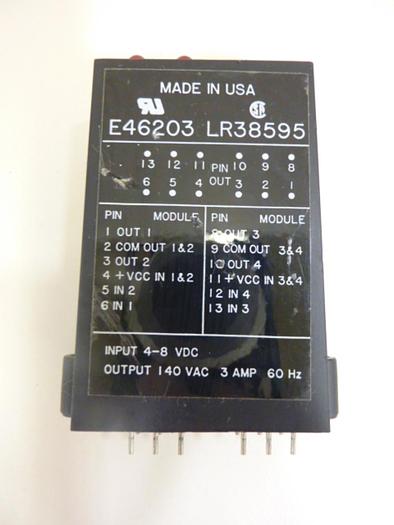 MADE IN USA
E46203 LR38595
13 12 11 PIN 10 9 8
6 5 4 OUT 3 2 1
PIN MODULE
1 OUT 1
2 COM OUT 1&2
3 OUT 2
4 + VCC IN 1&2
5 IN 2
6 IN 1
PIN MODULE
8 OUT 3
9 COM OUT 3&4
10 OUT 4
11 + VCC IN 3&4
12 IN 4
13 IN 3
INPUT 4-8 VDC
OUTPUT 140 VAC 3 AMP 60 Hz